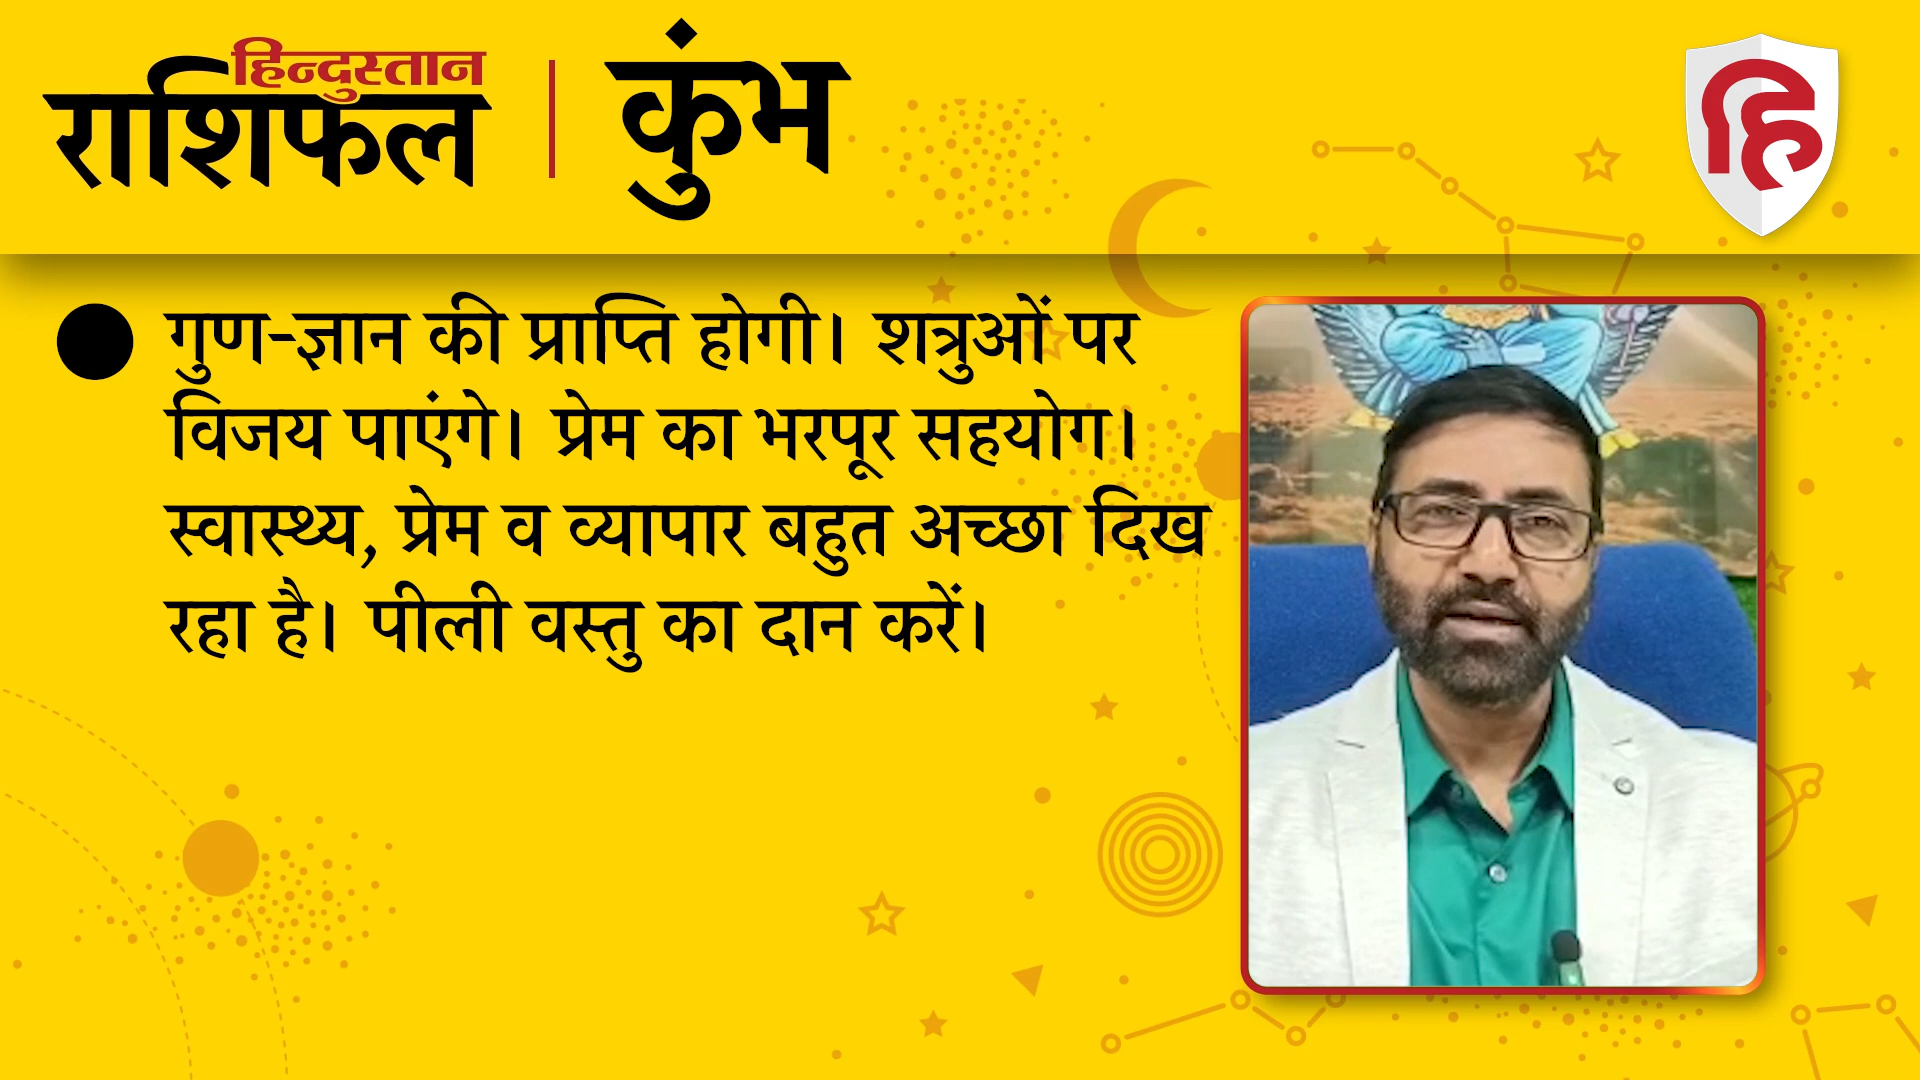 हिन्दुस्तान
राशिफल
कुंभ
हि
गुण-ज्ञान की प्राप्ति होगी। शत्रुओं पर
विजय पाएंगे। प्रेम का भरपूर सहयोग।
स्वास्थ्य, प्रेम व व्यापार बहुत अच्छा दिख
रहा है। पीली वस्तु का दान करें।